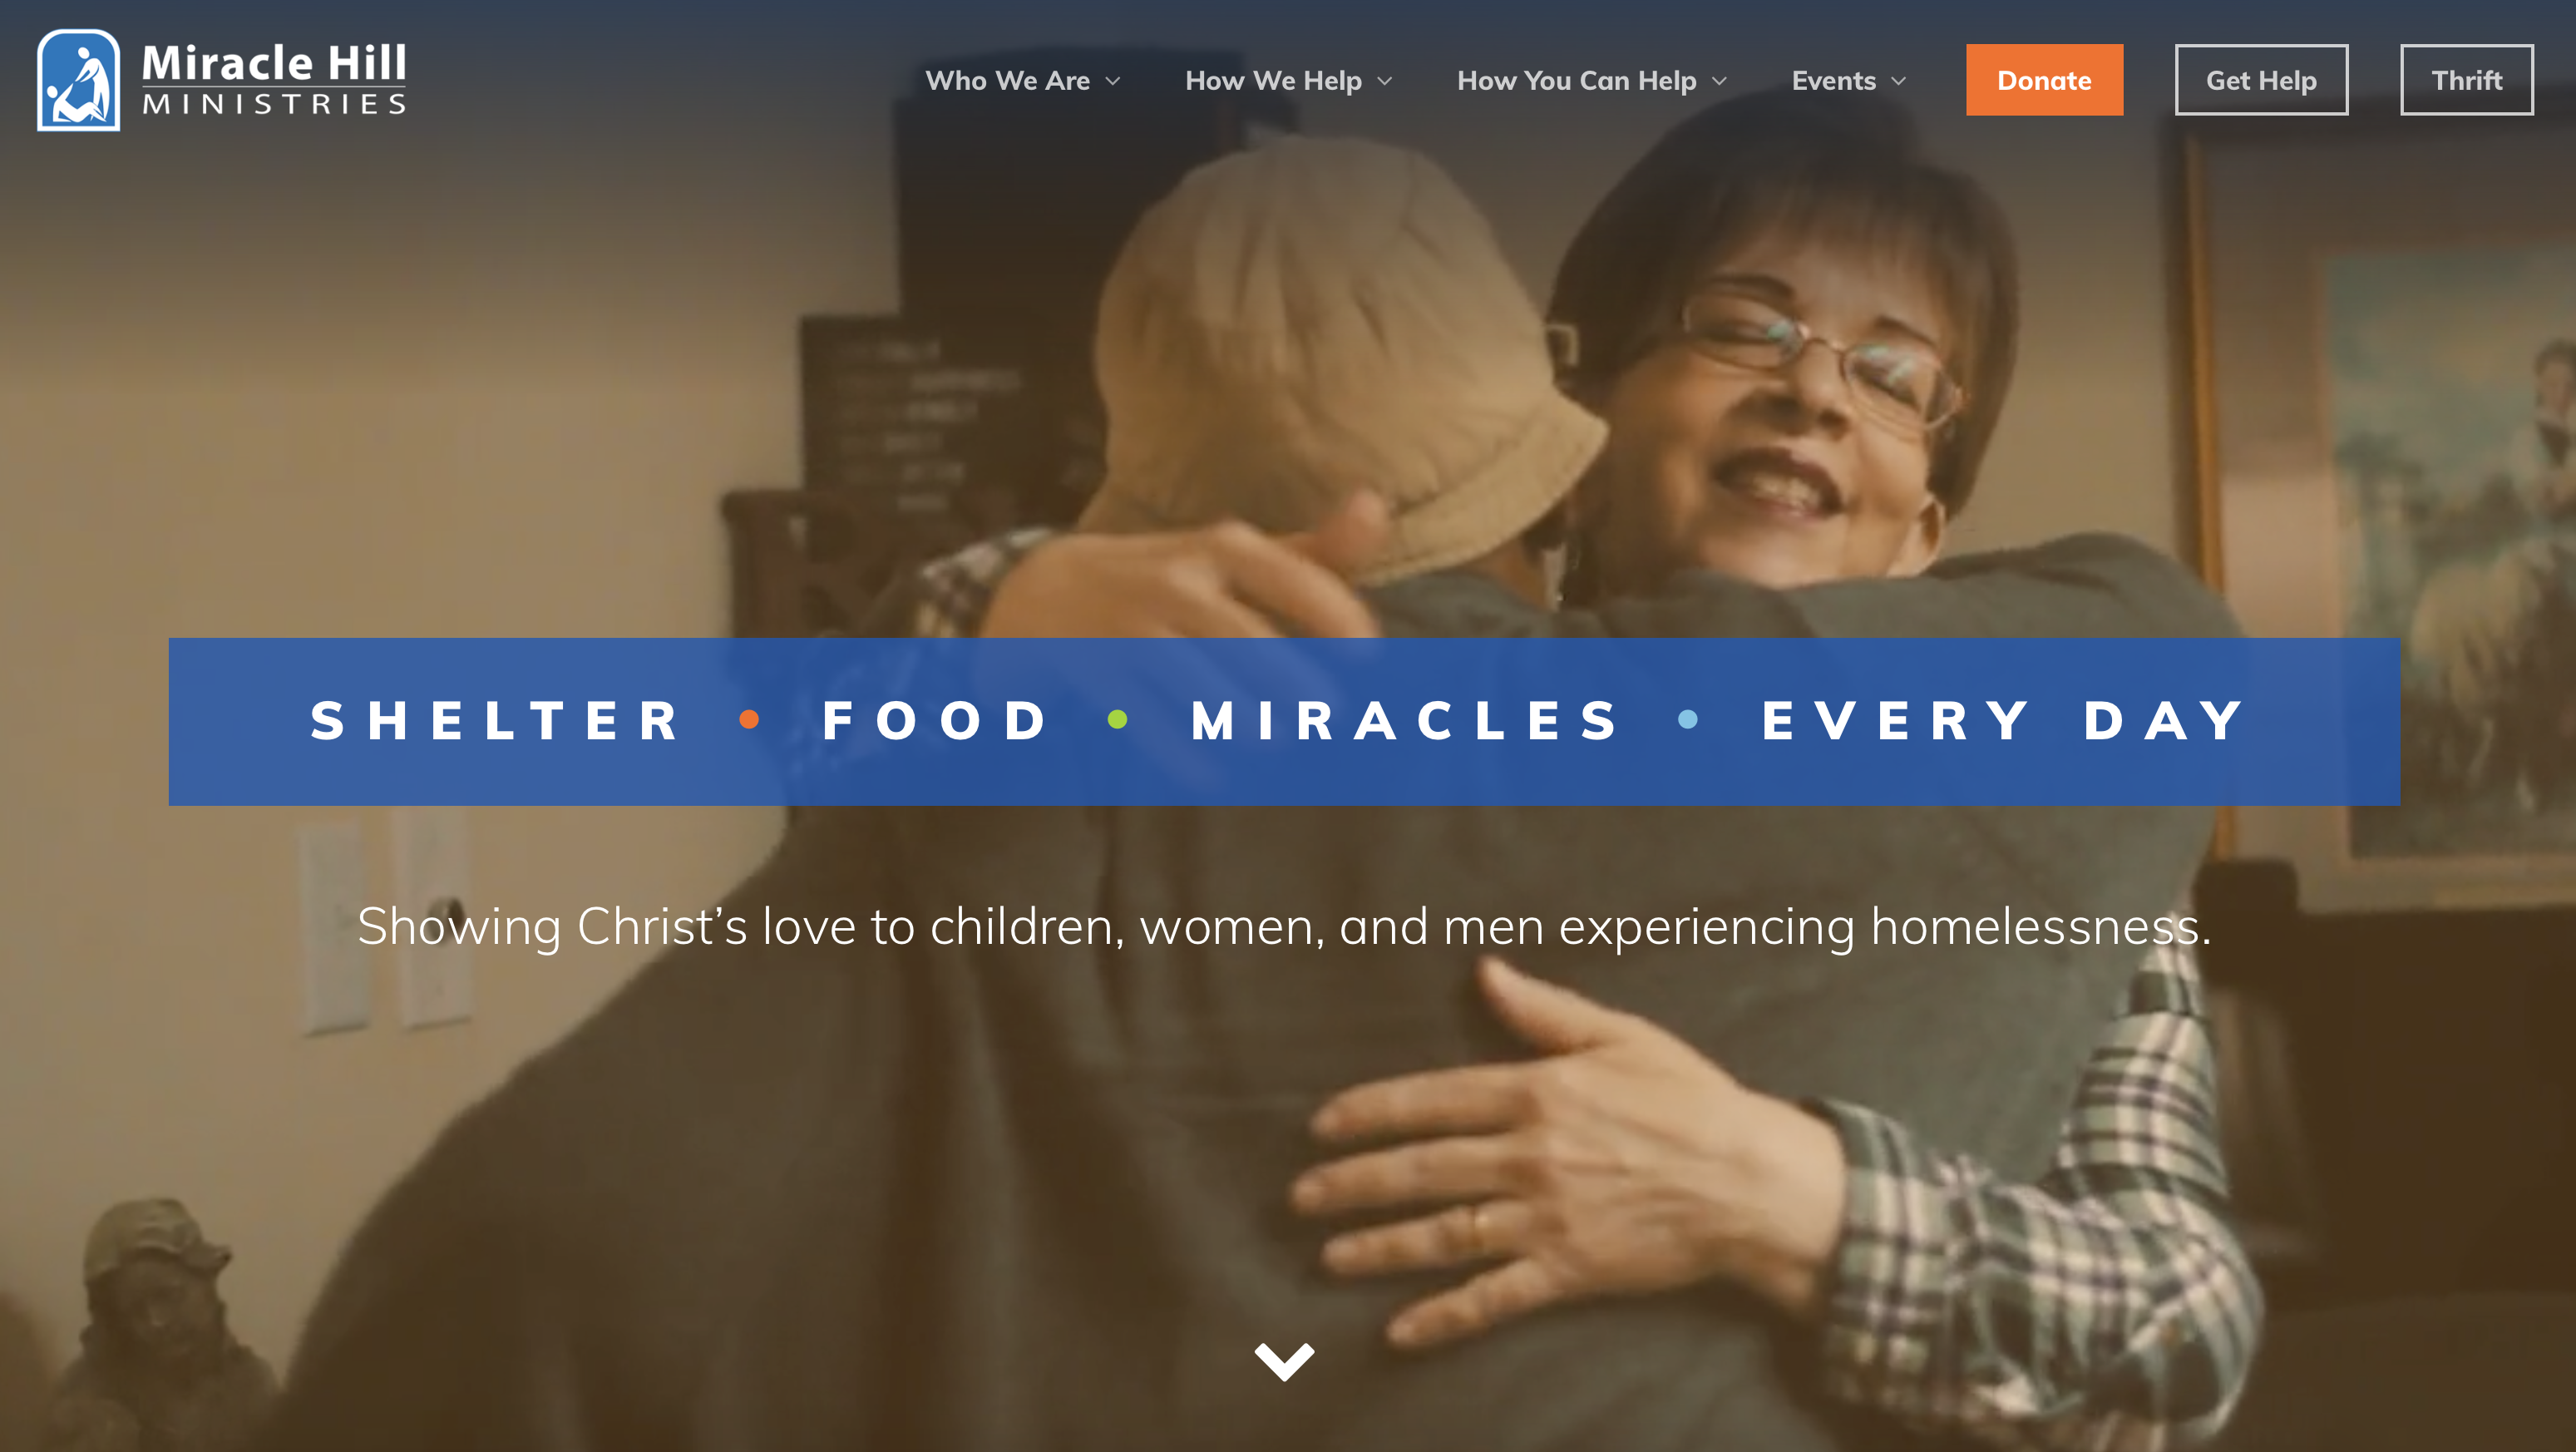 Miracle Hill
MINISTRIES
Who We Are
How We Help
How You Can Help
Events
Donate
Get Help
Thrift
SHELTER • FOOD • MIRACLES • EVERY DAY
Showing Christ’s love to children, women, and men experiencing homelessness.